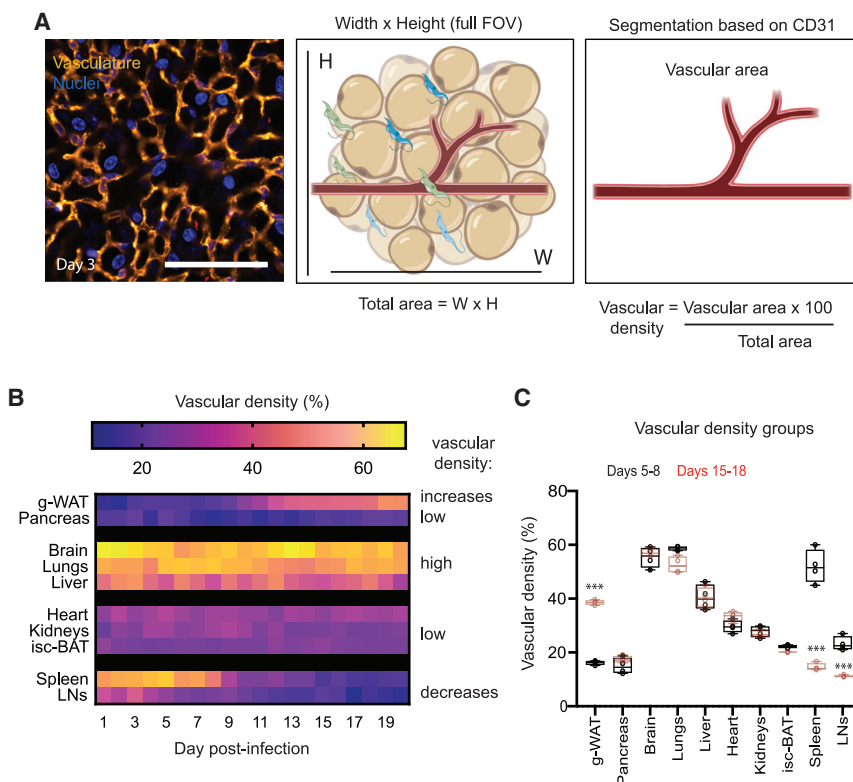 A
Vasculature
Nuclei
Day 3
Width x Height (full FOV)
H
W
Total area = W x H
Segmentation based on CD31
Vascular area
Vascular = Vascular area x 100
density
Total area
B
Vascular density (%)
20 40 60
vascular
density:
g-WAT increases
Pancreas low
Brain
Lungs high
Liver
Heart
Kidneys low
isc-BAT
Spleen
LNs decreases
1 3 5 7 9 11 13 15 17 19
Day post-infection
C
Vascular density groups
Days 5-8 Days 15-18
Vascular density (%)
80
60
40
20
0
***
***
***
g-WAT
Pancreas
Brain
Lungs
Liver
Heart
Kidneys
isc-BAT
Spleen
LNs